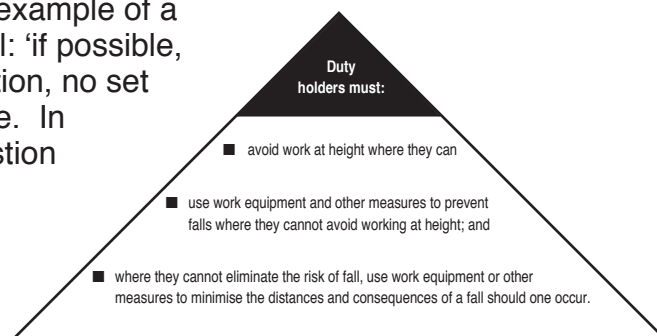 example of a
l: ‘if possible,
tion, no set
e. In
stion
Duty
holders must:
■ avoid work at height where they can
■ use work equipment and other measures to prevent
falls where they cannot avoid working at height; and
■ where they cannot eliminate the risk of fall, use work equipment or other
measures to minimise the distances and consequences of a fall should one occur.